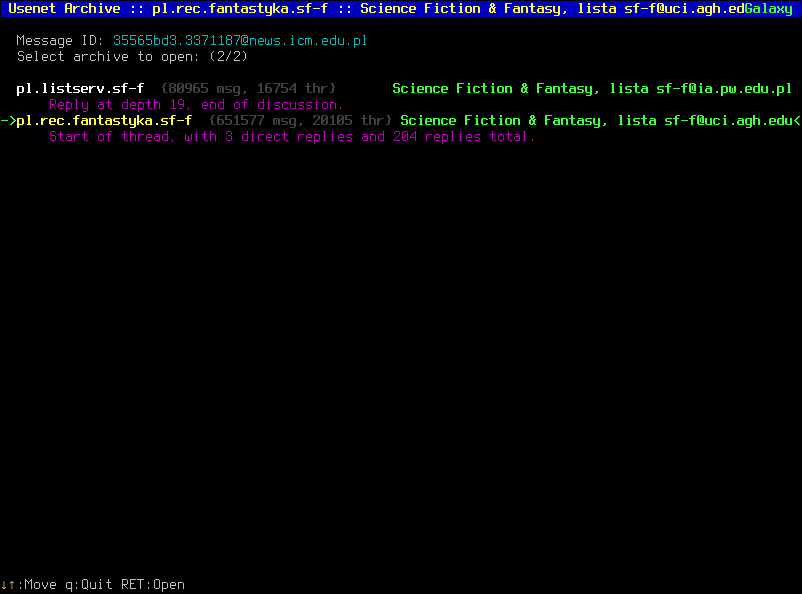 Usenet Archive :: pl.rec.fantastyka.sf-f :: Science Fiction & Fantasy, lista sf-f@uci.agh.edGalaxy
Message ID: 35565bd3.3371187@news.icm.edu.pl
Select archive to open: (2/2)
pl.listserv.sf-f {80965 msg, 16754 thr} Science Fiction & Fantasy, lista sf-f@ia.pw.edu.pl
Reply at depth 19, end of discussion.
->pl.rec.fantastyka.sf-f {651577 msg, 20105 thr} Science Fiction & Fantasy, lista sf-f@uci.agh.edu<
Start of thread, with 3 direct replies and 204 replies total.
↓↑:Move q:Quit RET:Open